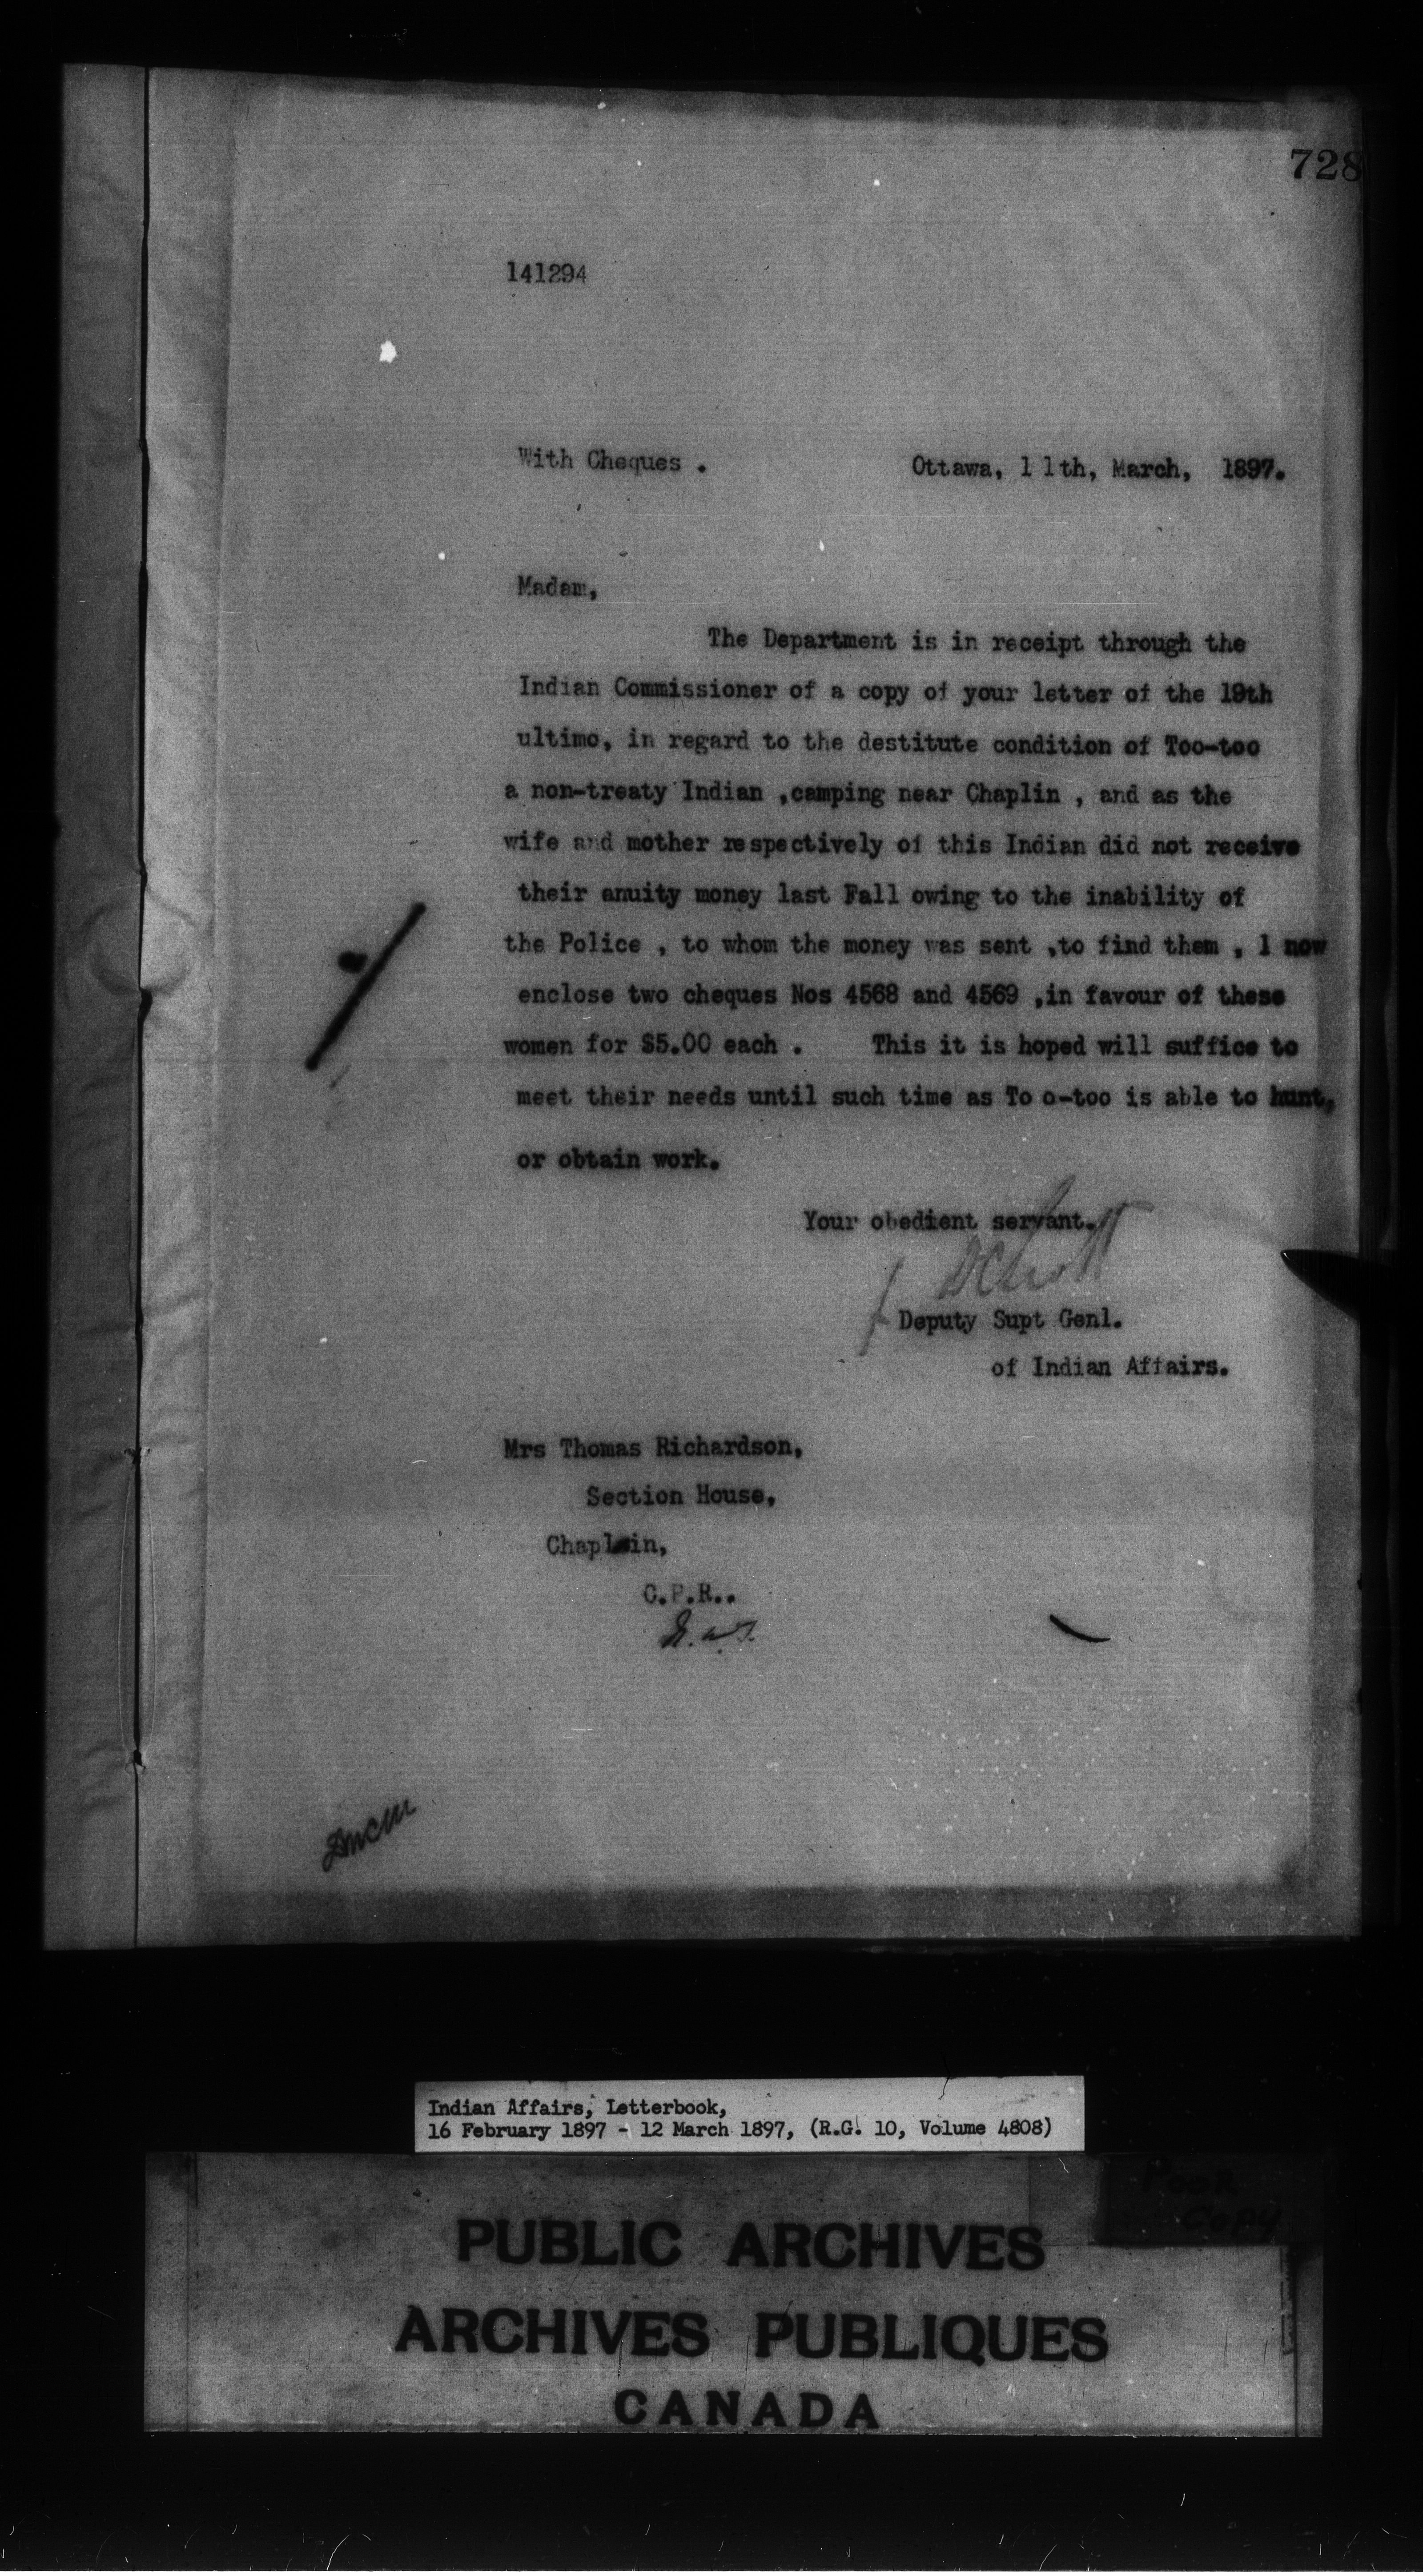 728
141294
With Cheques . Ottawa, 1 1th, March, 1897.
Madam,
The Department is in receipt through the
Indian Commissioner of a copy of your letter of the 19th
ultimo, in regard to the destitute condition of Too-too
a non-treaty Indian ,camping near Chaplin , and as the
wife and mother respectively of this Indian did not receive
their anuity money last Fall owing to the inability of
the Police , to whom the money was sent ,to find them , I now
enclose two cheques Nos 4568 and 4569 ,in favour of these
women for $5.00 each . This it is hoped will suffice to
meet their needs until such time as To o-too is able to hunt,
or obtain work.
Your obedient servant.
D C Scott
f Deputy Supt Genl.
of Indian Affairs.
Mrs Thomas Richardson,
Section House,
Chaplin,
C.P.R..
N.W.T.
Indian Affairs, Letterbook,
16 February 1897 - 12 March 1897, (R.G. 10, Volume 4808)
Poor
Copy
PUBLIC ARCHIVES
ARCHIVES PUBLIQUES
CANADA